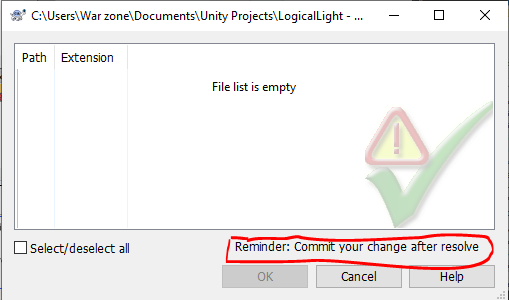 C:\Users\War zone\Documents\Unity Projects\LogicalLight - ...
Path Extension
File list is empty
Select/deselect all
Reminder: Commit your change after resolve
OK Cancel Help